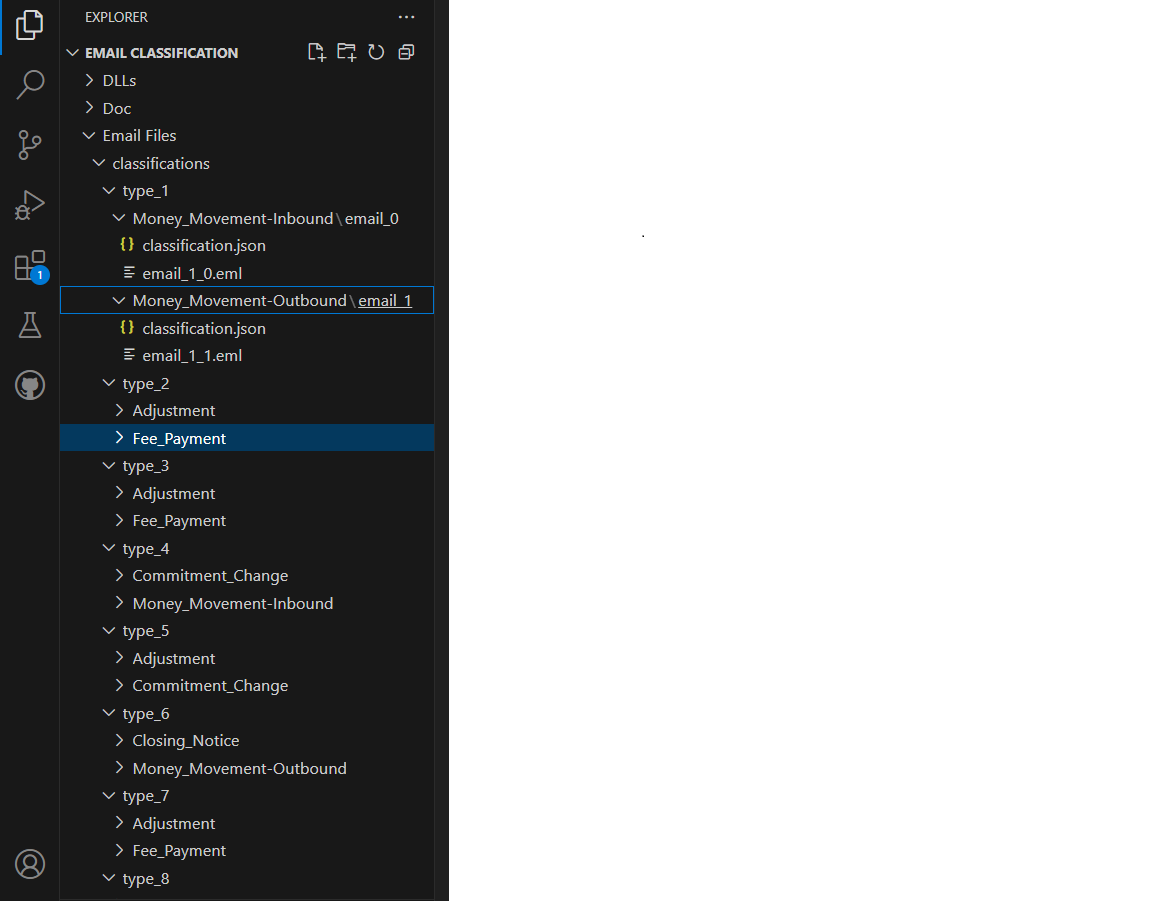 EXPLORER
EMAIL CLASSIFICATION
DLLs
Doc
Email Files
classifications
type_1
Money_Movement-Inbound\email_0
{} classification.json
email_1_0.eml
Money_Movement-Outbound\email_1
{} classification.json
email_1_1.eml
type_2
Adjustment
Fee_Payment
type_3
Adjustment
Fee_Payment
type_4
Commitment_Change
Money_Movement-Inbound
type_5
Adjustment
Commitment_Change
type_6
Closing_Notice
Money_Movement-Outbound
type_7
Adjustment
Fee_Payment
type_8
1